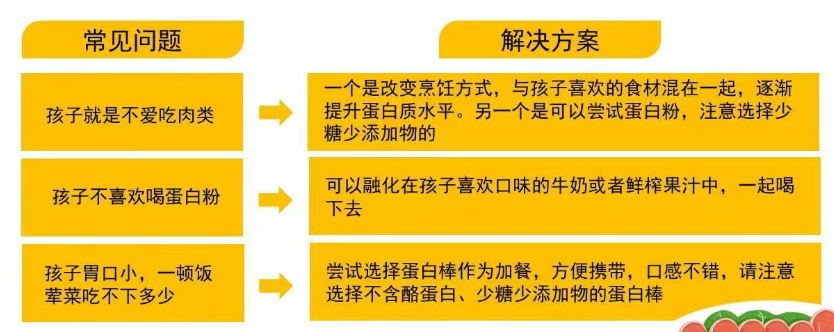 常见问题
解决方案
孩子就是不爱吃肉类
一个是改变烹饪方式，与孩子喜欢的食材混在一起，逐渐
提升蛋白质水平。另一个是可以尝试蛋白粉，注意选择少
糖少添加物的
孩子不喜欢喝蛋白粉
可以融化在孩子喜欢口味的牛奶或者鲜榨果汁中，一起喝
下去
孩子胃口小，一顿饭
荤菜吃不下多少
尝试选择蛋白棒作为加餐，方便携带，口感不错，请注意
选择不含酪蛋白、少糖少添加物的蛋白棒